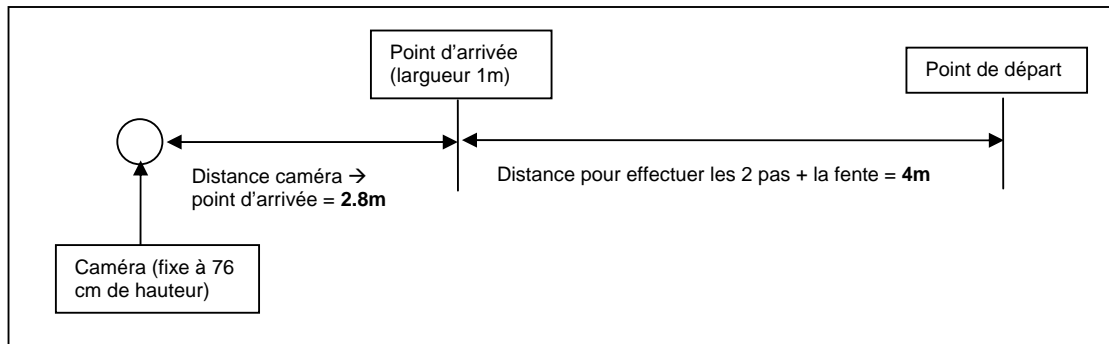 Point d'arrivée
(largueur 1m)
Point de départ
Distance caméra →
point d'arrivée = 2.8m
Distance pour effectuer les 2 pas + la fente = 4m
Caméra (fixe à 76
cm de hauteur)